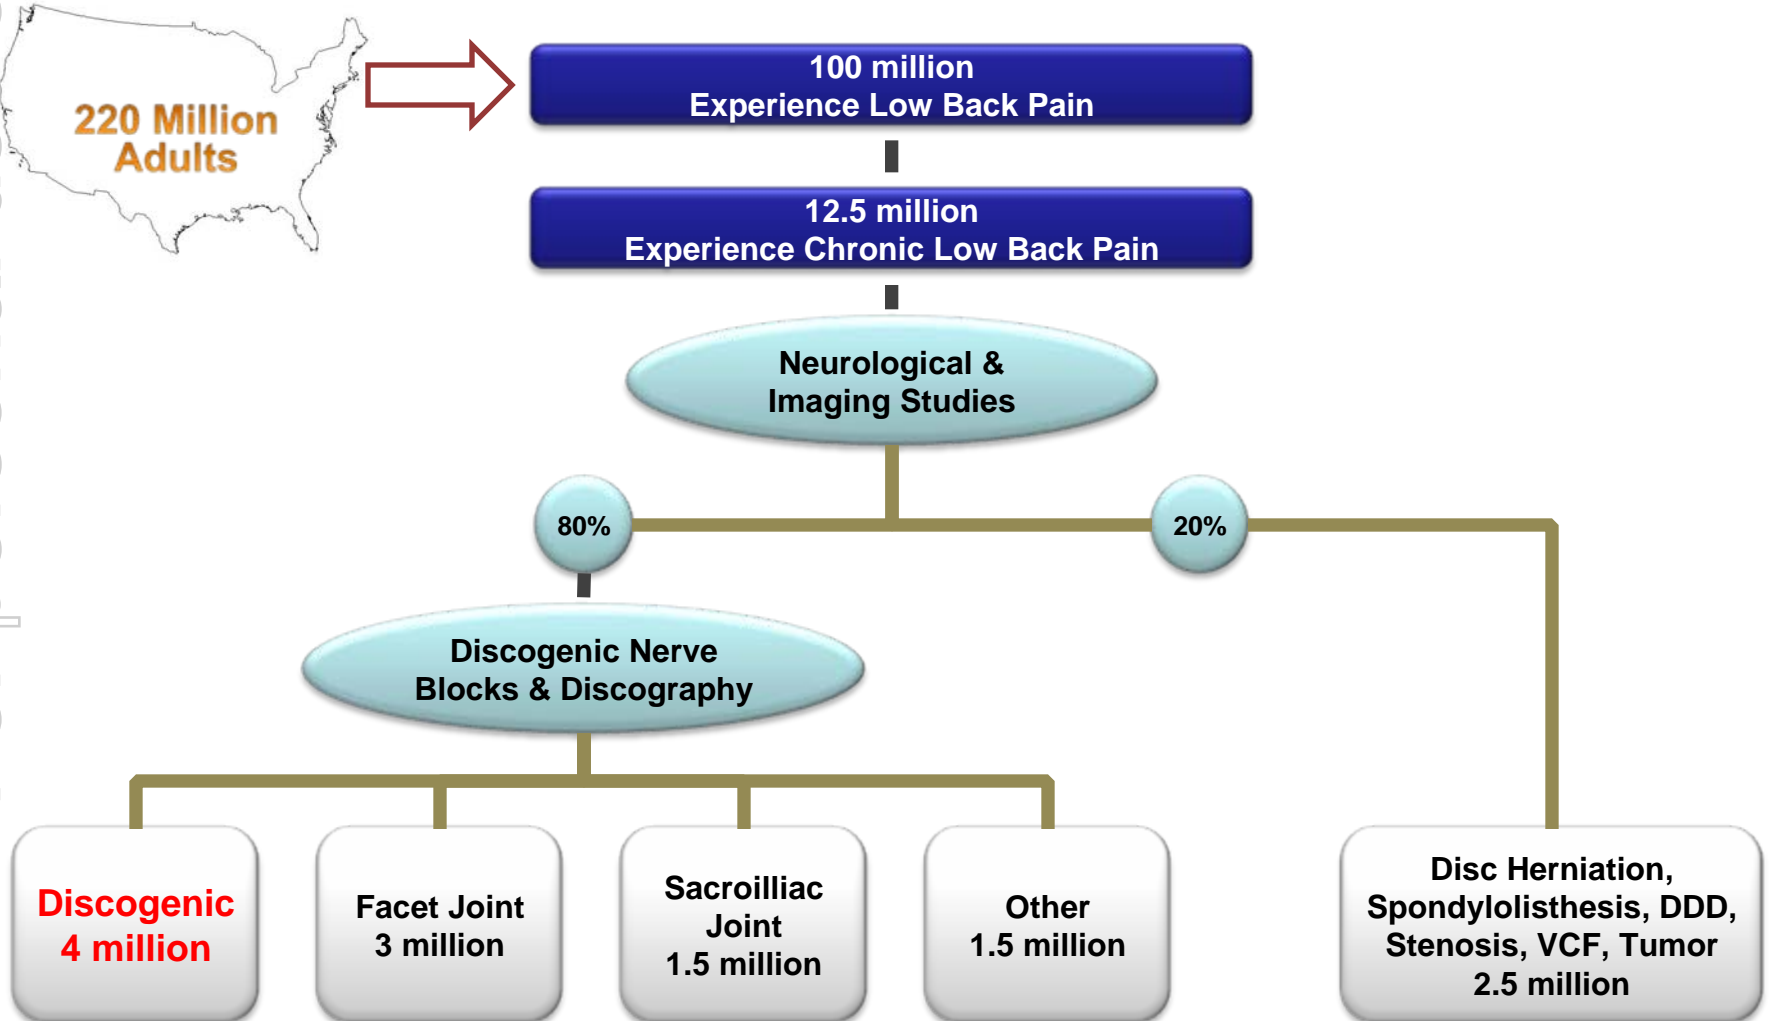 220 Million
Adults
100 million
Experience Low Back Pain
12.5 million
Experience Chronic Low Back Pain
Neurological &
Imaging Studies
80%
20%
Discogenic Nerve
Blocks & Discography
Discogenic
4 million
Facet Joint
3 million
Sacroilliac
Joint
1.5 million
Other
1.5 million
Disc Herniation,
Spondylolisthesis, DDD,
Stenosis, VCF, Tumor
2.5 million